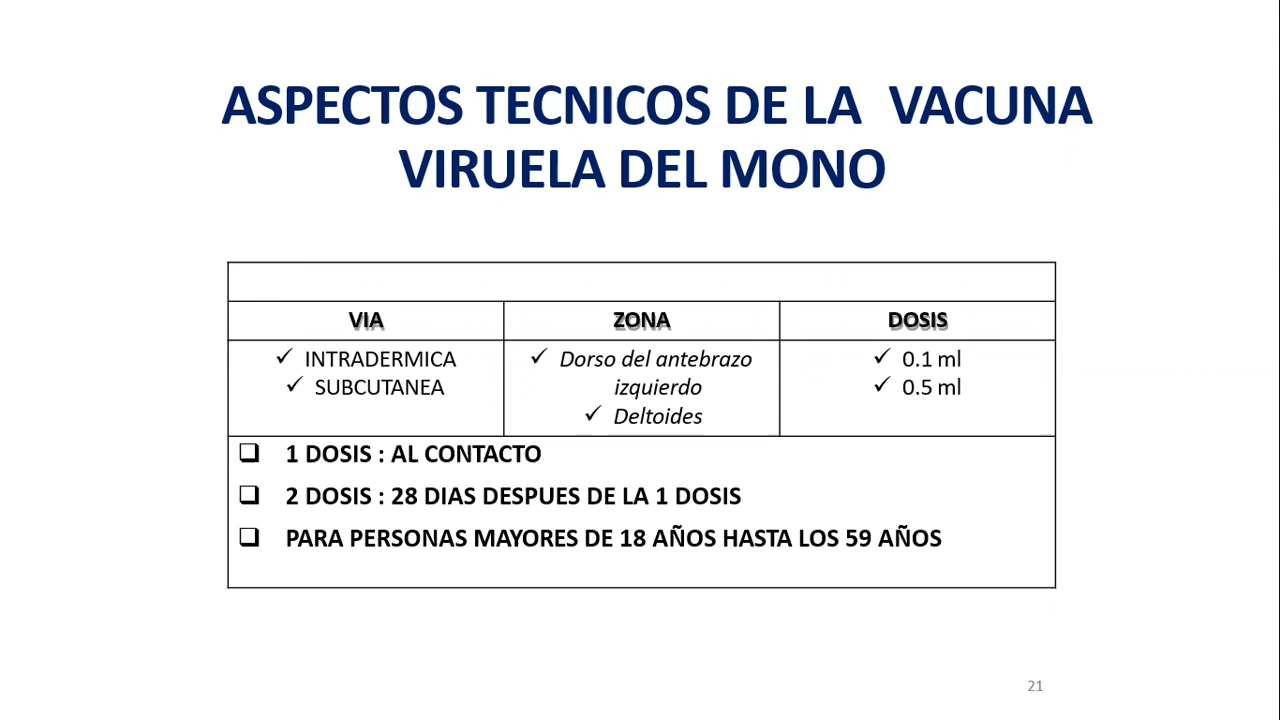 ASPECTOS TECNICOS DE LA VACUNA
VIRUELA DEL MONO
VIA
ZONA
DOSIS
✓ INTRADERMICA
✓ SUBCUTANEA
✓ Dorso del antebrazo
izquierdo
✓ Deltoides
✓ 0.1 ml
✓ 0.5 ml
❑ 1 DOSIS : AL CONTACTO
❑ 2 DOSIS : 28 DIAS DESPUES DE LA 1 DOSIS
❑ PARA PERSONAS MAYORES DE 18 AÑOS HASTA LOS 59 AÑOS
21